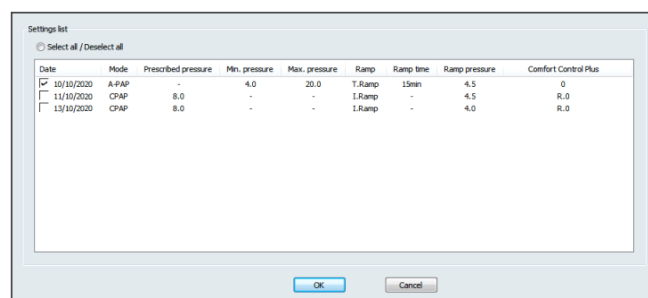 Settings list
Select all / Deselect all
Date Mode Prescribed pressure Min. pressure Max. pressure Ramp Ramp time Ramp pressure Comfort Control Plus
10/10/2020 A-PAP - 4.0 20.0 T.Ramp 15min 4.5 0
11/10/2020 CPAP 8.0 - - I.Ramp - 4.5 R.0
13/10/2020 CPAP 8.0 - - I.Ramp - 4.0 R.0
OK Cancel